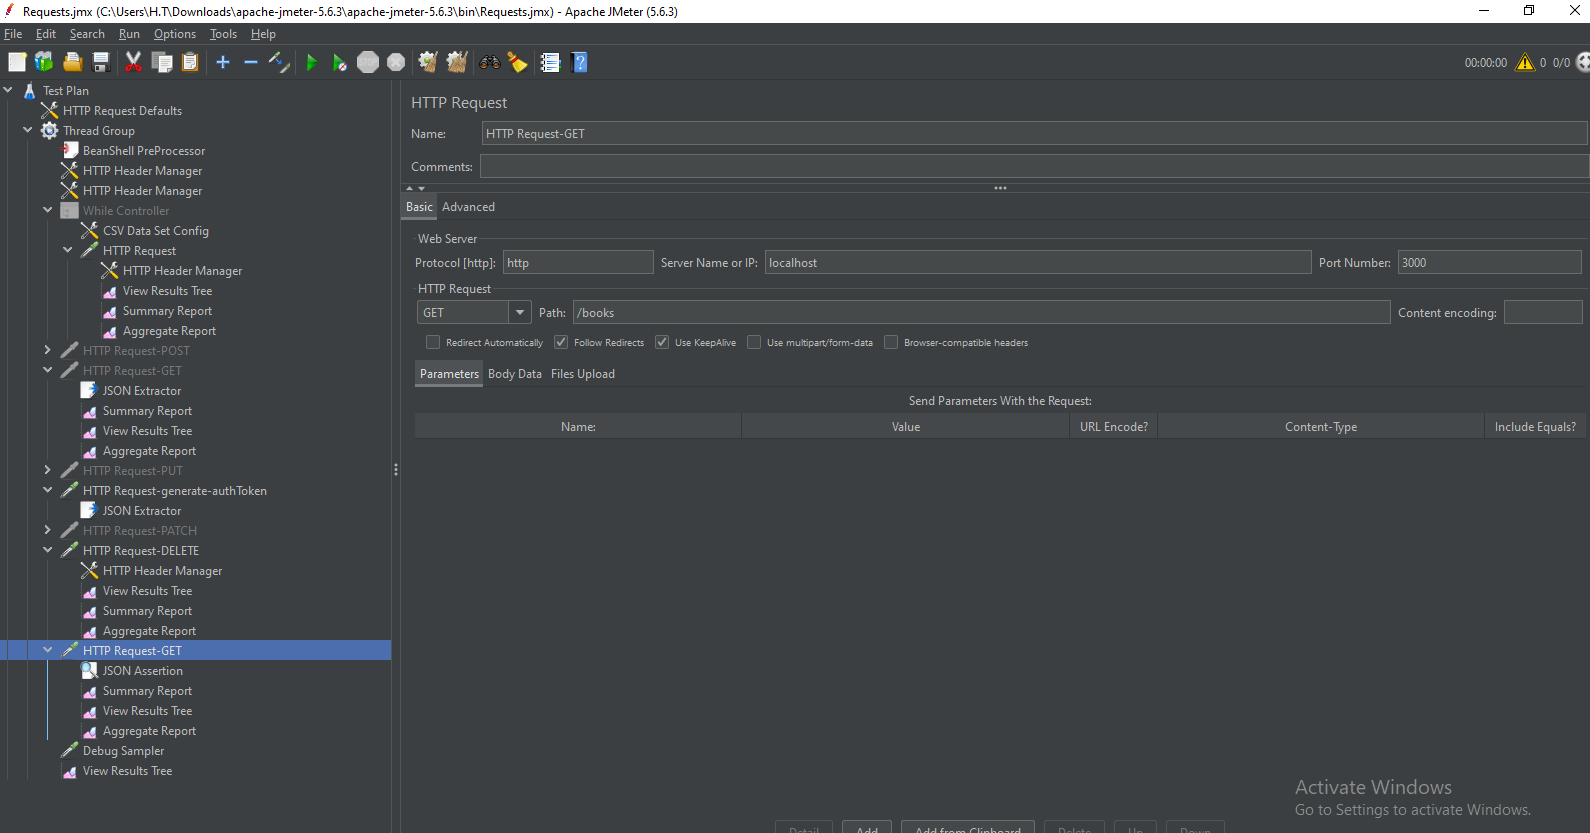 Requests.jmx (C:\Users\H.T\Downloads\apache-jmeter-5.6.3\apache-jmeter-5.6.3\bin\Requests.jmx) - Apache JMeter (5.6.3)
File Edit Search Run Options Tools Help
STOP 00:00:00 0 0/0
Test Plan
HTTP Request Defaults
Thread Group
BeanShell PreProcessor
HTTP Header Manager
HTTP Header Manager
While Controller
CSV Data Set Config
HTTP Request
HTTP Header Manager
View Results Tree
Summary Report
Aggregate Report
HTTP Request-POST
HTTP Request-GET
JSON Extractor
Summary Report
View Results Tree
Aggregate Report
HTTP Request-PUT
HTTP Request-generate-authToken
JSON Extractor
HTTP Request-PATCH
HTTP Request-DELETE
HTTP Header Manager
View Results Tree
Summary Report
Aggregate Report
HTTP Request-GET
JSON Assertion
Summary Report
View Results Tree
Aggregate Report
Debug Sampler
View Results Tree
HTTP Request
Name: HTTP Request-GET
Comments:
Basic Advanced
Web Server
Protocol [http]: http Server Name or IP: localhost Port Number: 3000
HTTP Request
GET Path: /books Content encoding:
Redirect Automatically Follow Redirects Use KeepAlive Use multipart/form-data Browser-compatible headers
Parameters Body Data Files Upload
Send Parameters With the Request:
Name: Value URL Encode? Content-Type Include Equals?
Detail Add Add from Clipboard Delete Up Down
Activate Windows
Go to Settings to activate Windows.